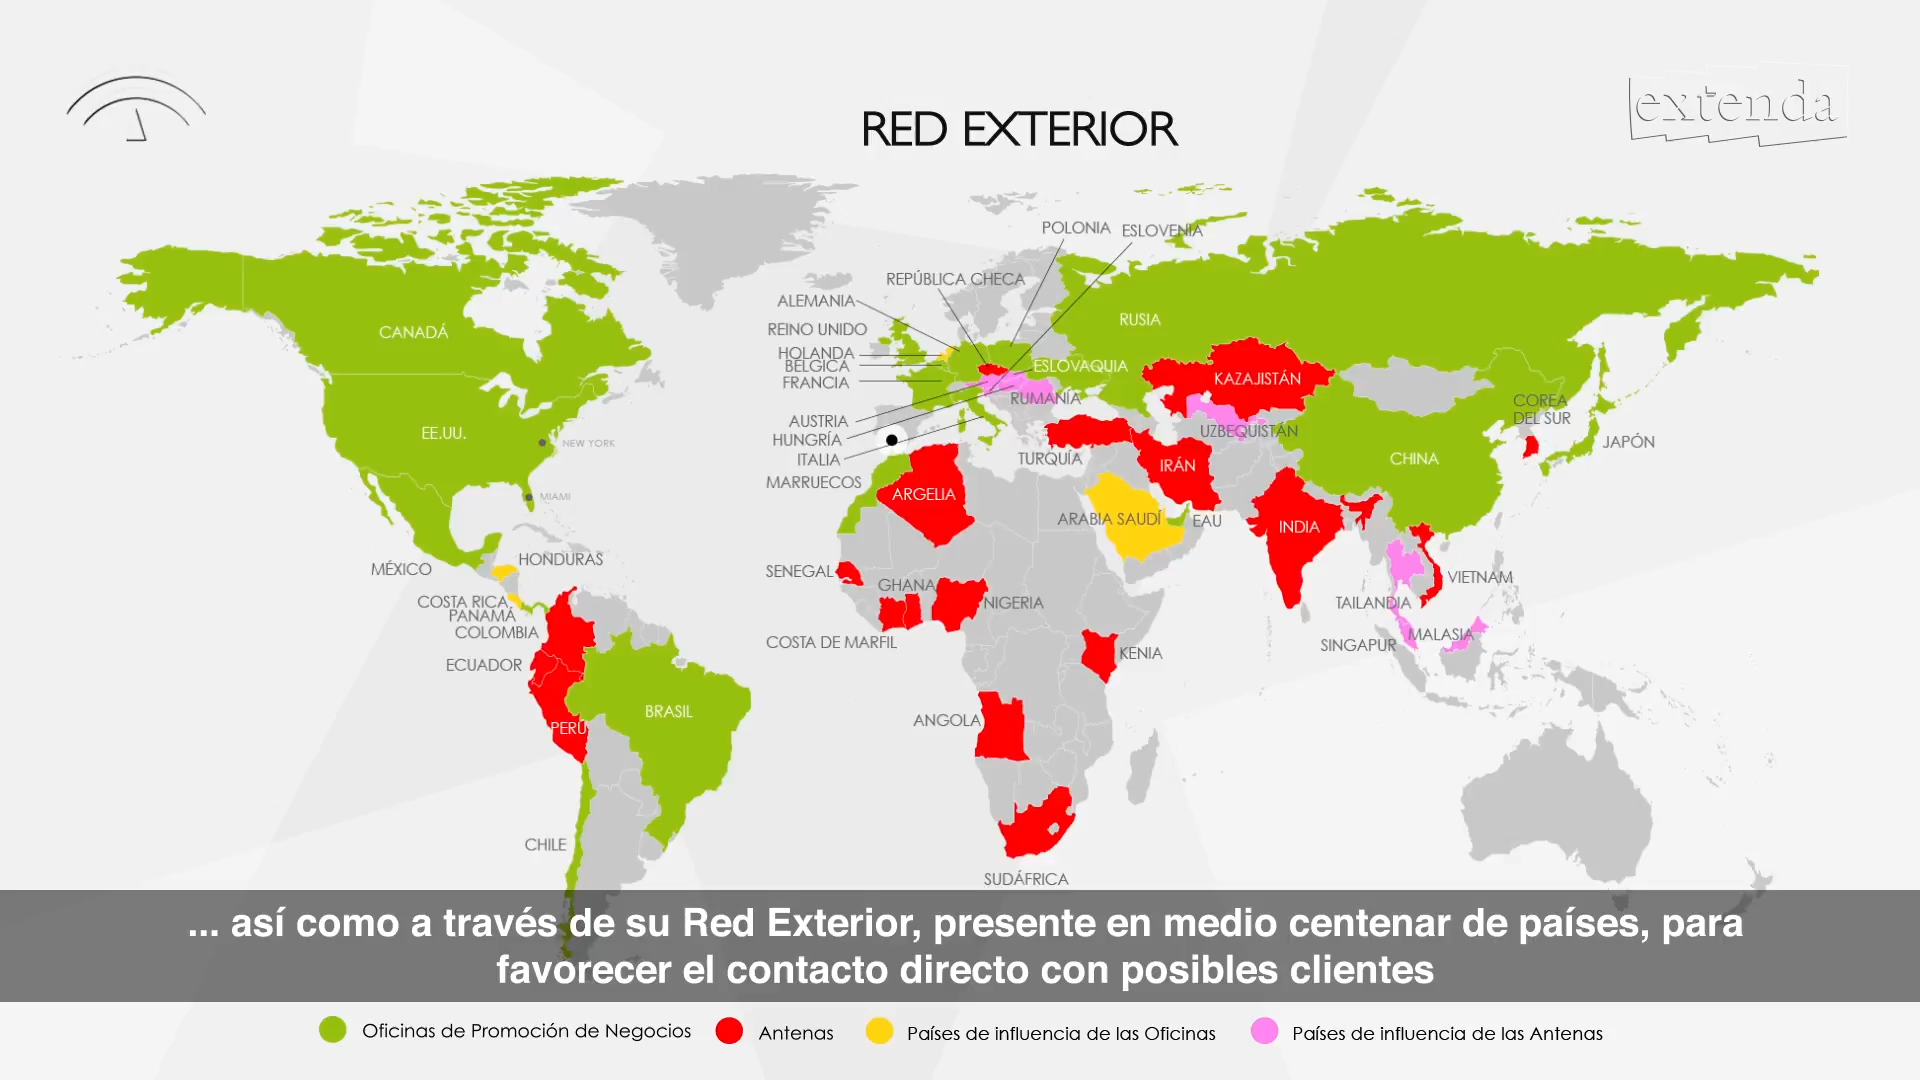 extenda
RED EXTERIOR
POLONIA
ESLOVENIA
REPÚBLICA CHECA
ALEMANIA
REINO UNIDO
HOLANDA
BELGICA
FRANCIA
AUSTRIA
HUNGRÍA
ITALIA
MARRUECOS
CANADÁ
EE.UU.
NEW YORK
MIAMI
RUSIA
ESLOVAQUIA
RUMANÍA
KAZAJISTÁN
UZBEQUISTÁN
COREA
DEL SUR
JAPÓN
CHINA
TURQUÍA
IRÁN
ARGELIA
ARABIA SAUDÍ
EAU
INDIA
MÉXICO
HONDURAS
COSTA RICA
PANAMÁ
COLOMBIA
ECUADOR
PERÚ
BRASIL
CHILE
SENEGAL
GHANA
NIGERIA
COSTA DE MARFIL
KENIA
ANGOLA
SUDÁFRICA
VIETNAM
TAILANDIA
MALASIA
SINGAPUR
... así como a través de su Red Exterior, presente en medio centenar de países, para
favorecer el contacto directo con posibles clientes
Oficinas de Promoción de Negocios
Antenas
Países de influencia de las Oficinas
Países de influencia de las Antenas